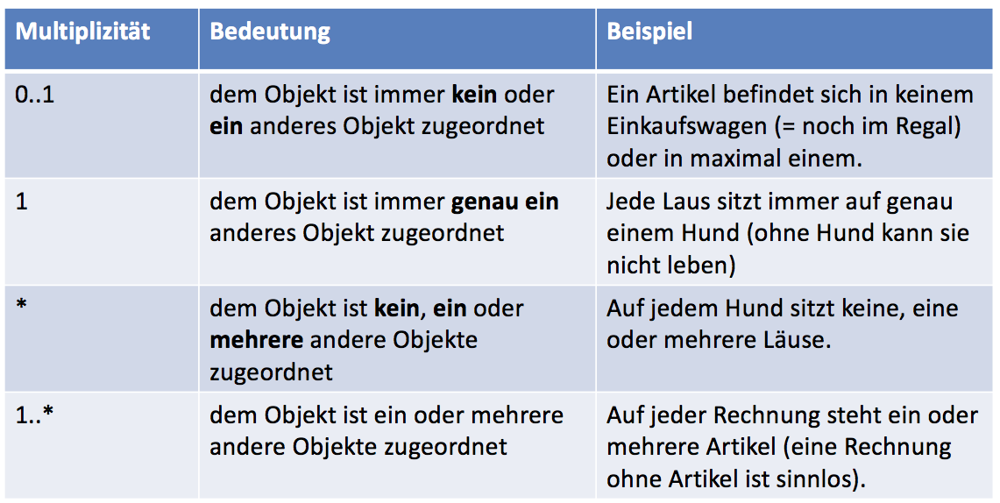 Multiplizität Bedeutung Beispiel
0..1
dem Objekt ist immer kein oder
ein anderes Objekt zugeordnet
Ein Artikel befindet sich in keinem
Einkaufswagen (= noch im Regal)
oder in maximal einem.
1
dem Objekt ist immer genau ein
anderes Objekt zugeordnet
Jede Laus sitzt immer auf genau
einem Hund (ohne Hund kann sie
nicht leben)
*
dem Objekt ist kein, ein oder
mehrere andere Objekte
zugeordnet
Auf jedem Hund sitzt keine, eine
oder mehrere Läuse.
1..*
dem Objekt ist ein oder mehrere
andere Objekte zugeordnet
Auf jeder Rechnung steht ein oder
mehrere Artikel (eine Rechnung
ohne Artikel ist sinnlos).